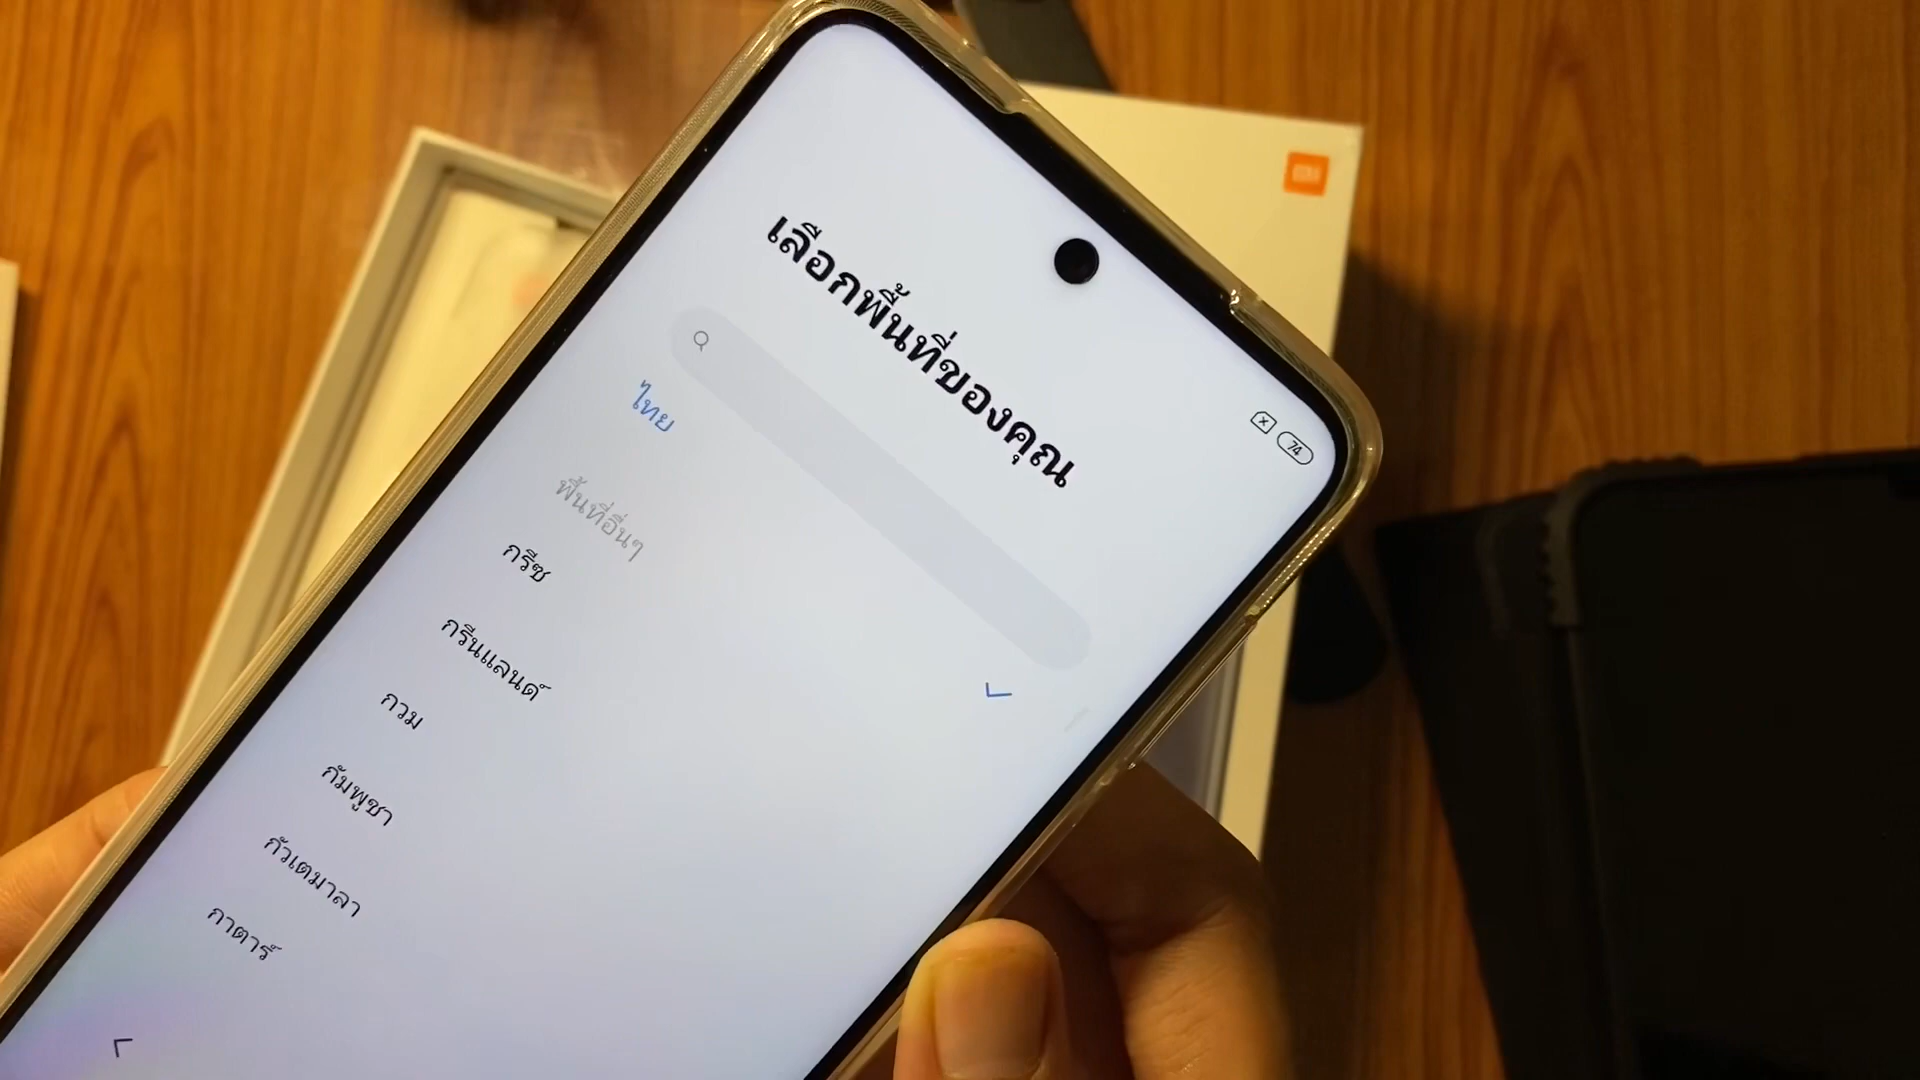 74
เลือกพื้นที่ของคุณ
ไทย
พื้นที่อื่นๆ
กรีซ
กรีนแลนด์
กวม
กัมพูชา
กัวเตมาลา
กาตาร์